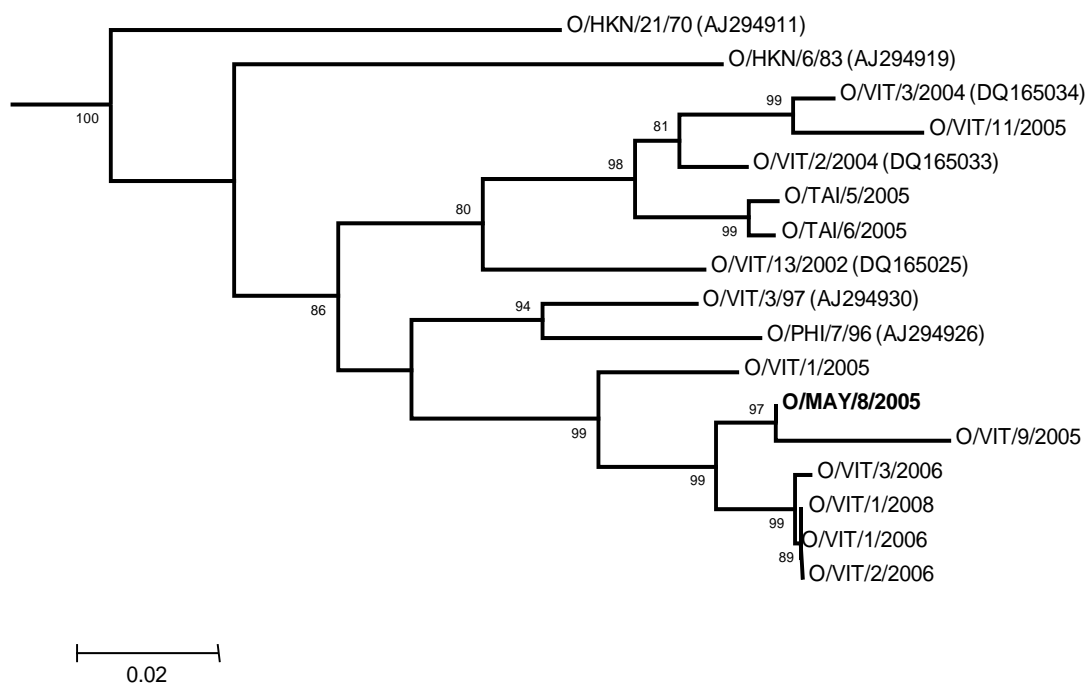 O/HKN/21/70 (AJ294911)
O/HKN/6/83 (AJ294919)
O/VIT/3/2004 (DQ165034)
99
100
O/VIT/11/2005
81
O/VIT/2/2004 (DQ165033)
98
O/TAI/5/2005
80
O/TAI/6/2005
99
O/VIT/13/2002 (DQ165025)
O/VIT/3/97 (AJ294930)
94
86
O/PHI/7/96 (AJ294926)
O/VIT/1/2005
O/MAY/8/2005
97
99
O/VIT/9/2005
O/VIT/3/2006
99
O/VIT/1/2008
99
O/VIT/1/2006
89
O/VIT/2/2006
0.02